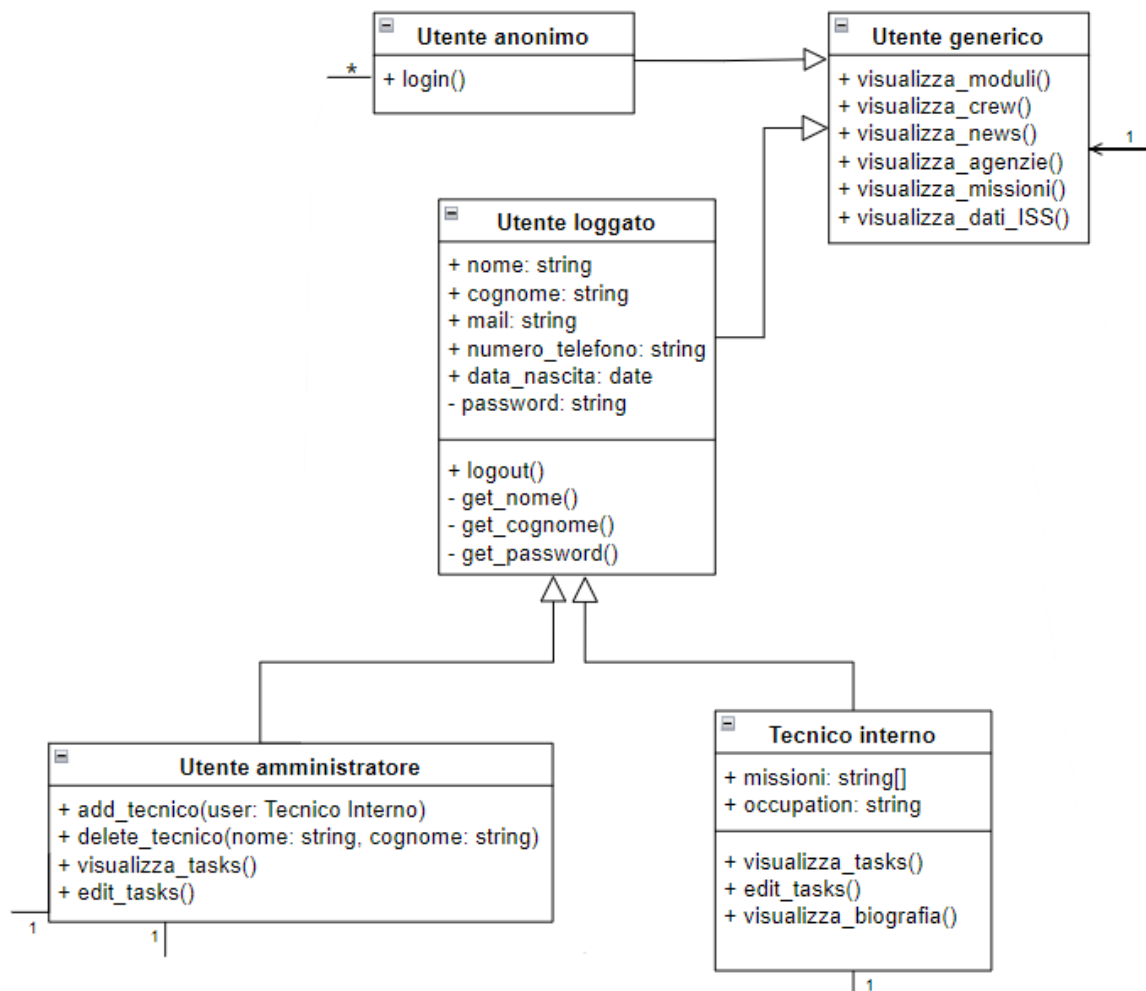 Utente anonimo
+ login()
*
Utente generico
+ visualizza_moduli()
+ visualizza_crew()
+ visualizza_news()
+ visualizza_agenzie()
+ visualizza_missioni()
+ visualizza_dati_ISS()
1
Utente loggato
+ nome: string
+ cognome: string
+ mail: string
+ numero_telefono: string
+ data_nascita: date
- password: string
+ logout()
- get_nome()
- get_cognome()
- get_password()
Utente amministratore
+ add_tecnico(user: Tecnico Interno)
+ delete_tecnico(nome: string, cognome: string)
+ visualizza_tasks()
+ edit_tasks()
1
1
Tecnico interno
+ missioni: string[]
+ occupation: string
+ visualizza_tasks()
+ edit_tasks()
+ visualizza_biografia()
1